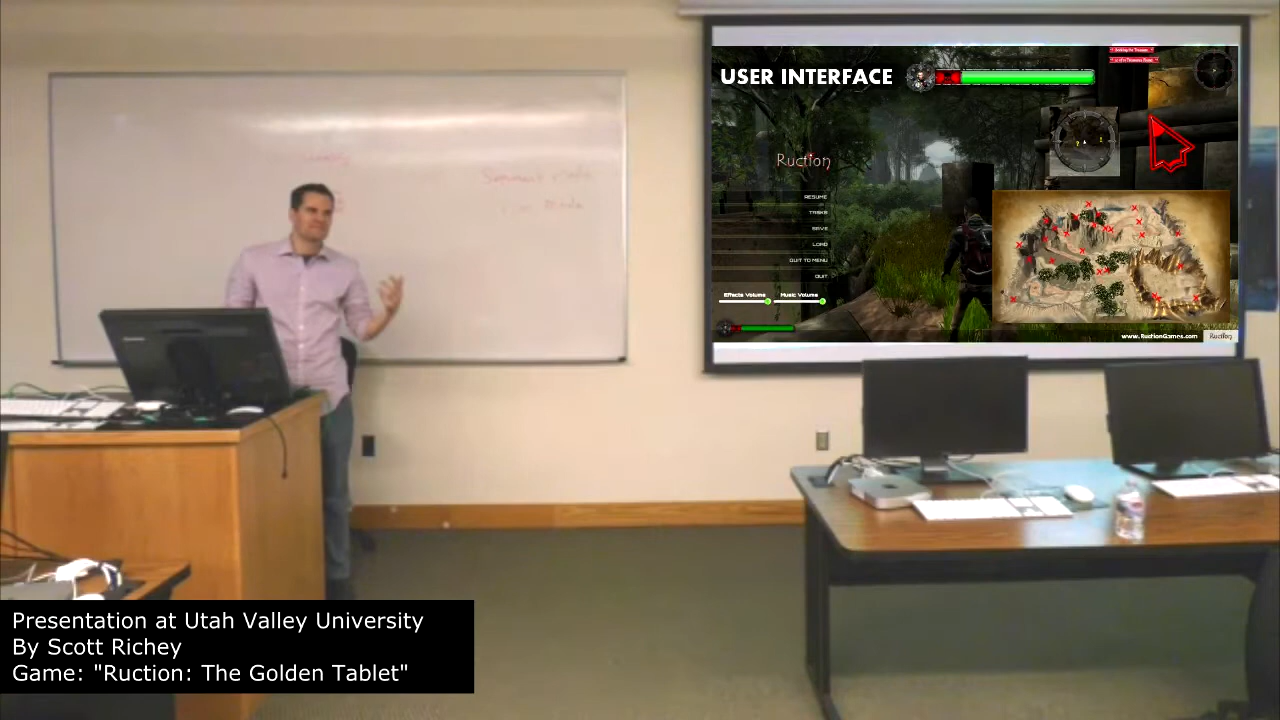 USER INTERFACE
Ruction
RESUME
TASKS
SAVE
LOAD
QUIT TO MENU
QUIT
Effects Volume
Music Volume
www.RuctionGames.com
Ruction
Presentation at Utah Valley University
By Scott Richey
Game: "Ruction: The Golden Tablet"